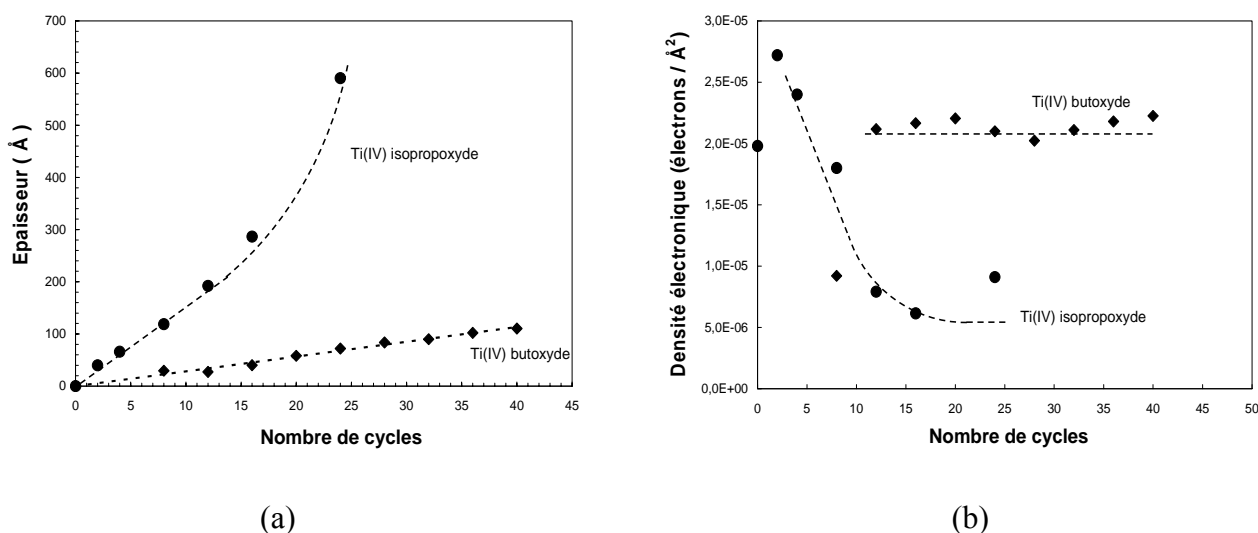 700
600
500
400
300
200
100
0
0 5 10 15 20 25 30 35 40 45
Epaisseur ( Å )
Nombre de cycles
Ti(IV) isopropoxyde
Ti(IV) butoxyde
(a)
3,0E-05
2,5E-05
2,0E-05
1,5E-05
1,0E-05
5,0E-06
0,0E+00
0 5 10 15 20 25 30 35 40 45 50
Densité électronique (électrons / Å²)
Nombre de cycles
Ti(IV) butoxyde
Ti(IV) isopropoxyde
(b)